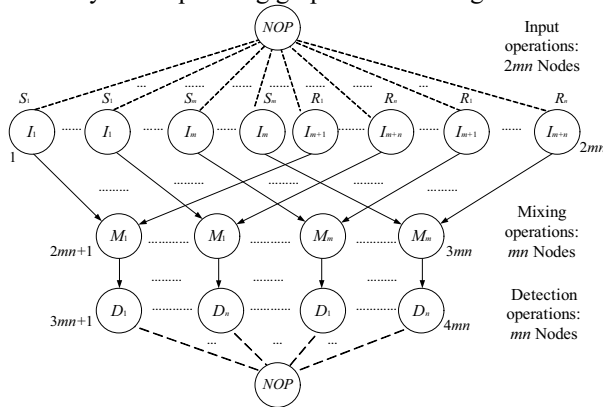 NOP
Input
operations:
2mn Nodes
... ... ... ...
S₁ S₁ Sₘ Sₘ R₁ Rₙ R₁ Rₙ
I₁ ...... I₁ ...... Iₘ ...... Iₘ Iₘ₊₁ ...... Iₘ₊ₙ Iₘ₊₁ ...... Iₘ₊ₙ
1 2mn
......... ......... ......... .........
Mixing
operations:
mn Nodes
M₁ ......... M₁ ......... Mₘ ......... Mₘ
2mn+1 3mn
......... ......... .........
Detection
operations:
mn Nodes
D₁ ......... Dₙ ......... D₁ ......... Dₙ
3mn+1 4mn
... ... ...
NOP